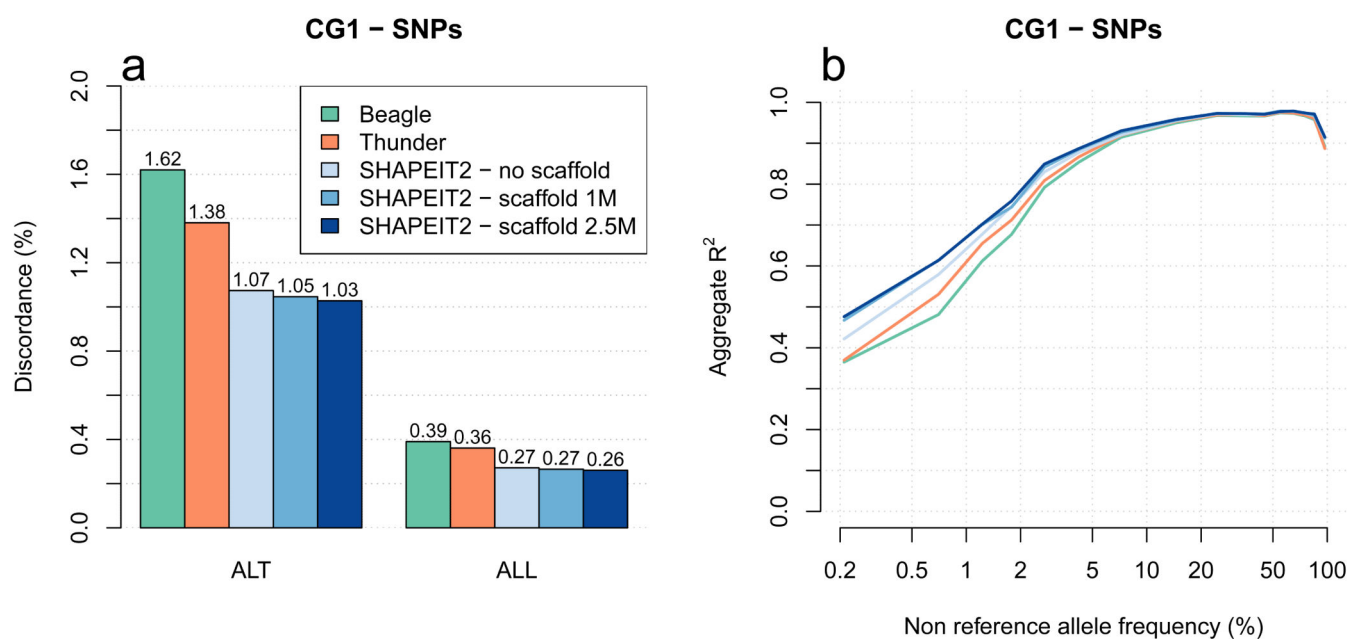 CG1 − SNPs
a
Discordance (%)
2.0
1.6
1.2
0.8
0.4
0.0
Beagle
Thunder
SHAPEIT2 − no scaffold
SHAPEIT2 − scaffold 1M
SHAPEIT2 − scaffold 2.5M
1.62
1.38
1.07
1.05
1.03
0.39
0.36
0.27
0.27
0.26
ALT
ALL
CG1 − SNPs
b
Aggregate R²
1.0
0.8
0.6
0.4
0.2
0.0
0.2 0.5 1 2 5 10 20 50 100
Non reference allele frequency (%)